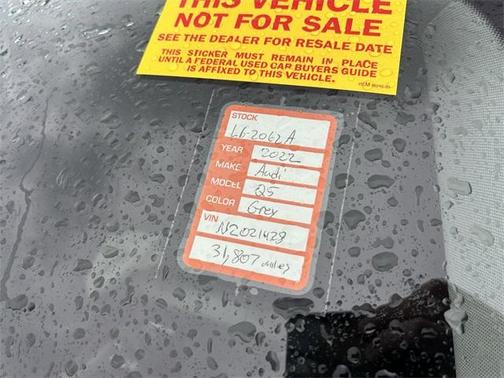 THIS VEHICLE
NOT FOR SALE
SEE THE DEALER FOR RESALE DATE
THIS STICKER MUST REMAIN IN PLACE
UNTIL A FEDERAL USED CAR BUYERS GUIDE
IS AFFIXED TO THIS VEHICLE.
STOCK
L6-2062A
YEAR 2022
MAKE Audi
MODEL Q5
COLOR Grey
VIN
N2021428
31,807 miles